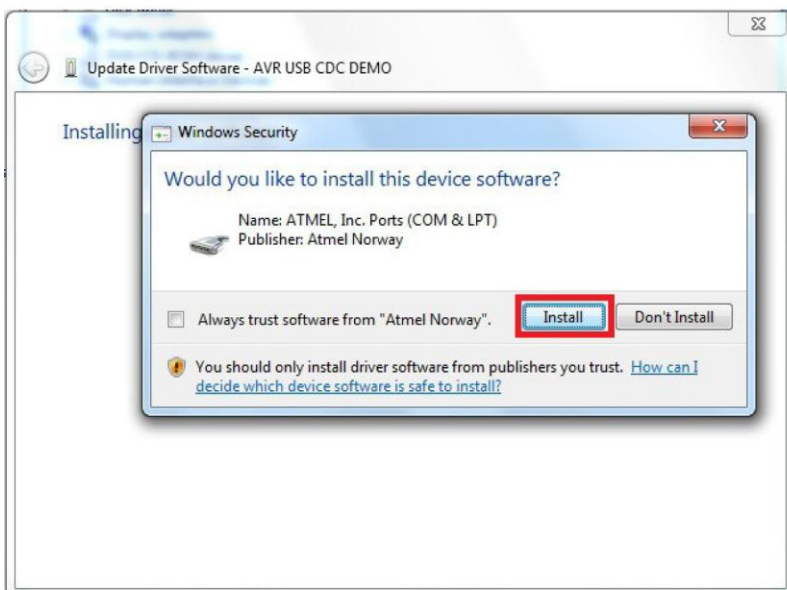 Update Driver Software - AVR USB CDC DEMO
Installing
Windows Security
Would you like to install this device software?
Name: ATMEL, Inc. Ports (COM & LPT)
Publisher: Atmel Norway
Always trust software from "Atmel Norway".
Install
Don't Install
You should only install driver software from publishers you trust. How can I
decide which device software is safe to install?